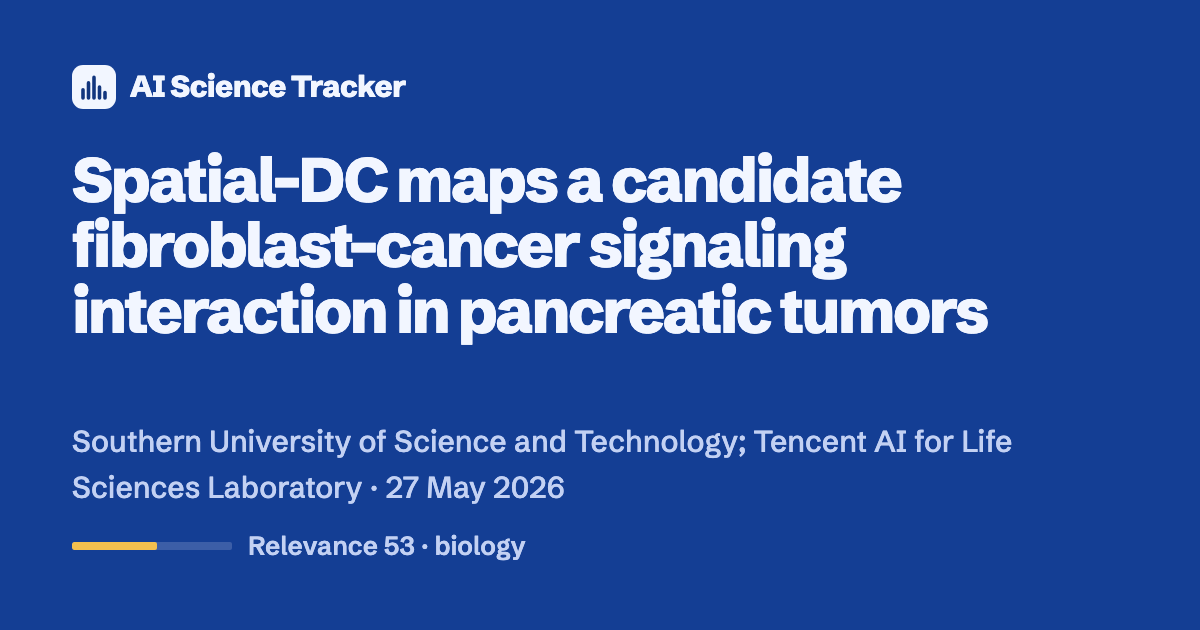 AI Science Tracker
Spatial-DC maps a candidate
fibroblast-cancer signaling
interaction in pancreatic tumors
Southern University of Science and Technology; Tencent AI for Life
Sciences Laboratory · 27 May 2026
Relevance 53 · biology